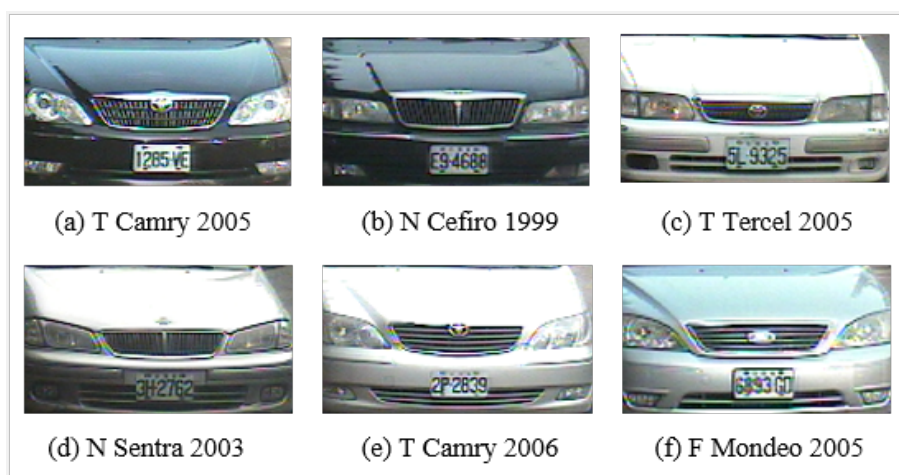 1285-VE
E9-4688
5L-9325
(a) T Camry 2005
(b) N Cefiro 1999
(c) T Tercel 2005
3H-2762
2P-2839
6893 GD
(d) N Sentra 2003
(e) T Camry 2006
(f) F Mondeo 2005